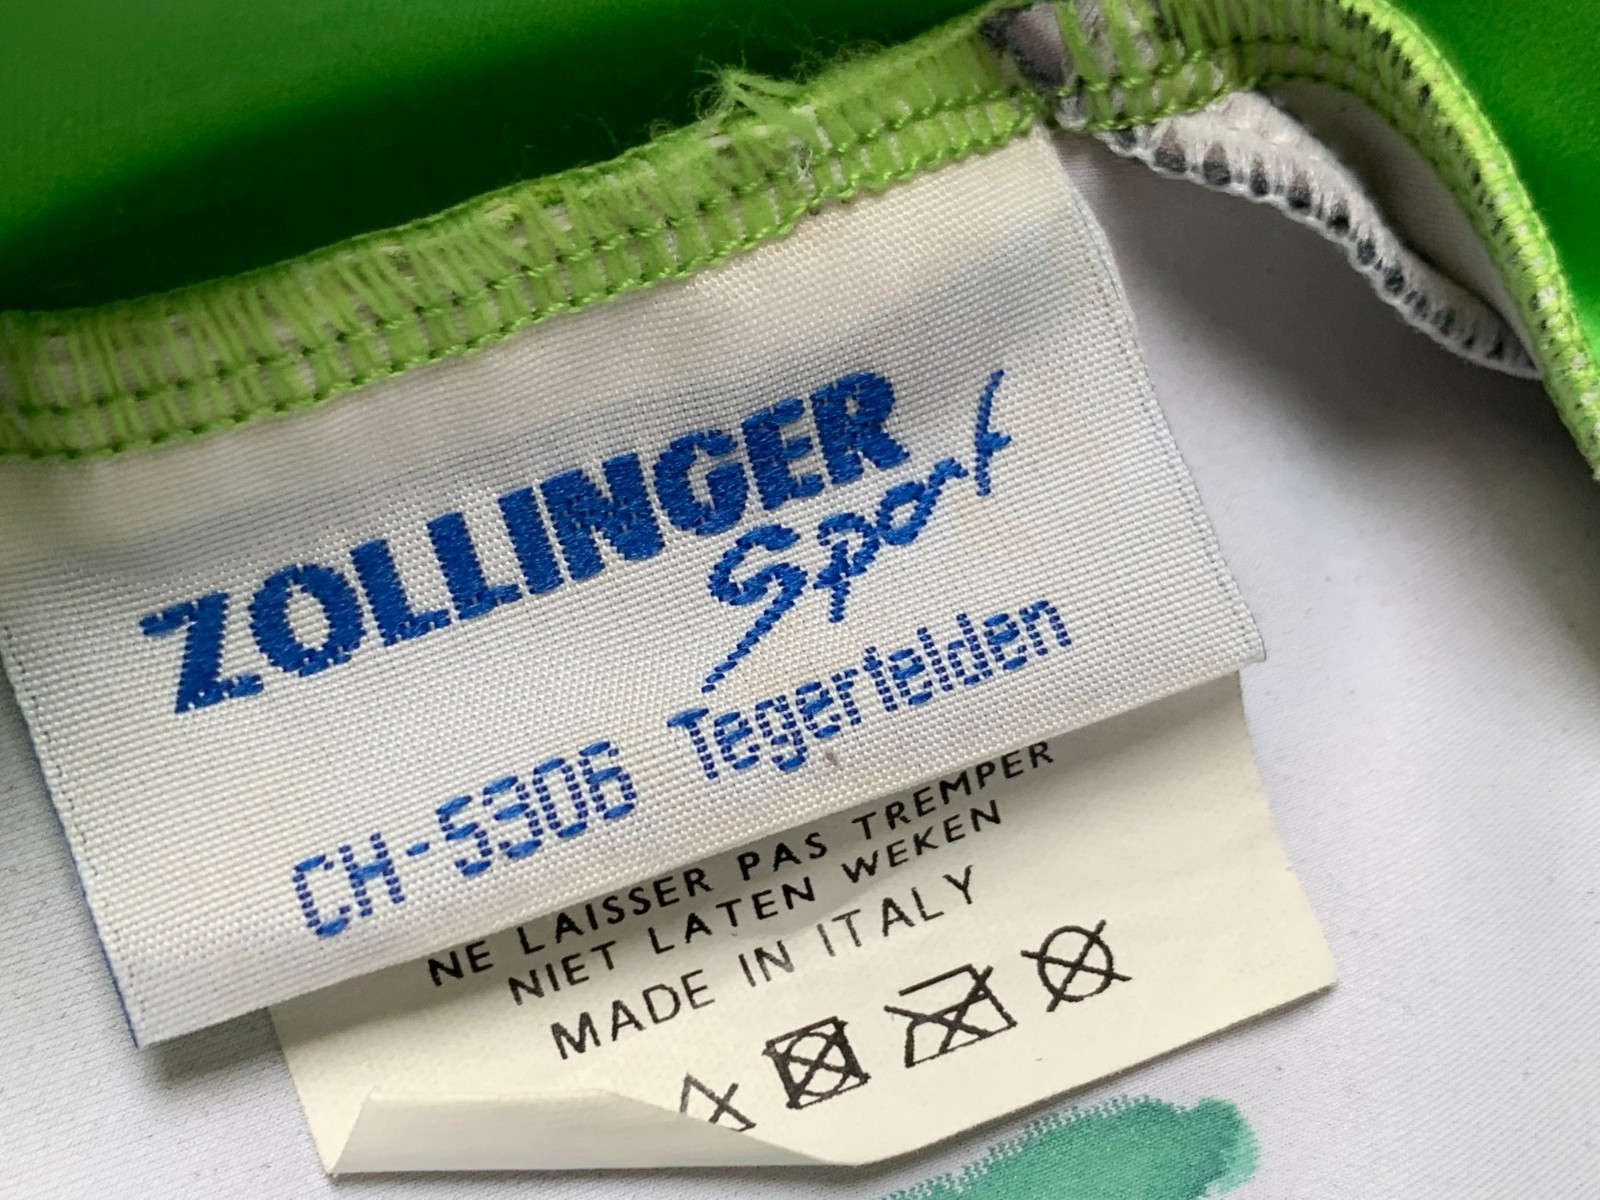 ZOLLINGER
Sport
CH-5306 Tegerfelden
NE LAISSER PAS TREMPER
NIET LATEN WEKEN
MADE IN ITALY